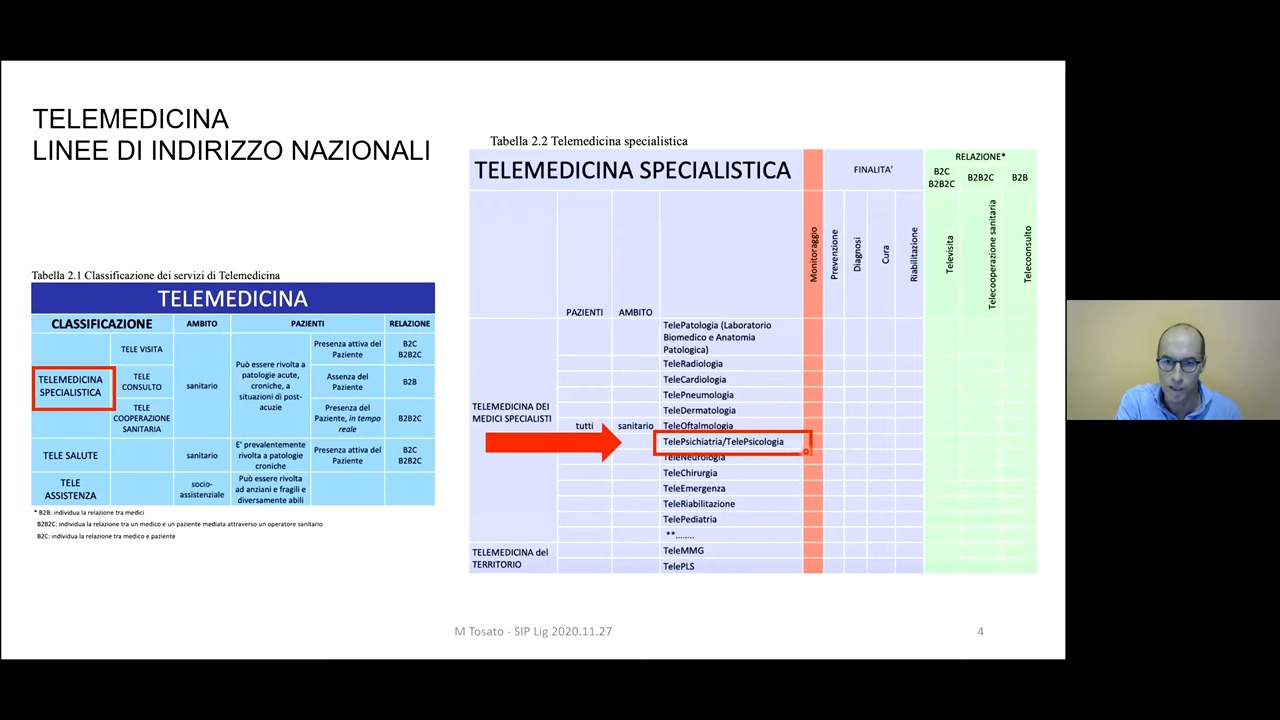 TELEMEDICINA
LINEE DI INDIRIZZO NAZIONALI
Tabella 2.1 Classificazione dei servizi di Telemedicina
TELEMEDICINA
CLASSIFICAZIONE AMBITO PAZIENTI RELAZIONE
TELEMEDICINA
SPECIALISTICA
TELE VISITA
TELE
CONSULTO
TELE
COOPERAZIONE
SANITARIA
sanitario
Può essere rivolta a
patologie acute,
croniche, a
situazioni di post-
acuzie
Presenza attiva del
Paziente
B2C
B2B2C
Assenza del
Paziente
B2B
Presenza del
Paziente, in tempo
reale
B2B2C
TELE SALUTE
sanitario
E' prevalentemente
rivolta a patologie
croniche
Presenza attiva del
Paziente
B2C
B2B2C
TELE
ASSISTENZA
socio-
assistenziale
Può essere rivolta
ad anziani e fragili e
diversamente abili
* B2B: individua la relazione tra medici
B2B2C: individua la relazione tra un medico e un paziente mediata attraverso un operatore sanitario
B2C: individua la relazione tra medico e paziente
Tabella 2.2 Telemedicina specialistica
TELEMEDICINA SPECIALISTICA
FINALITA'
RELAZIONE*
B2C
B2B2C
B2B2C
B2B
PAZIENTI
AMBITO
Monitoraggio
Prevenzione
Diagnosi
Cura
Riabilitazione
Televisita
Telecooperazione sanitaria
Teleconsulto
TELEMEDICINA DEI
MEDICI SPECIALISTI
tutti
sanitario
TelePatologia (Laboratorio
Biomedico e Anatomia
Patologica)
TeleRadiologia
TeleCardiologia
TelePneumologia
TeleDermatologia
TeleOftalmologia
TelePsichiatria/TelePsicologia
TeleNeurologia
TeleChirurgia
TeleEmergenza
TeleRiabilitazione
TelePediatria
**........
TELEMEDICINA del
TERRITORIO
TeleMMG
TelePLS
M Tosato - SIP Lig 2020.11.27
4